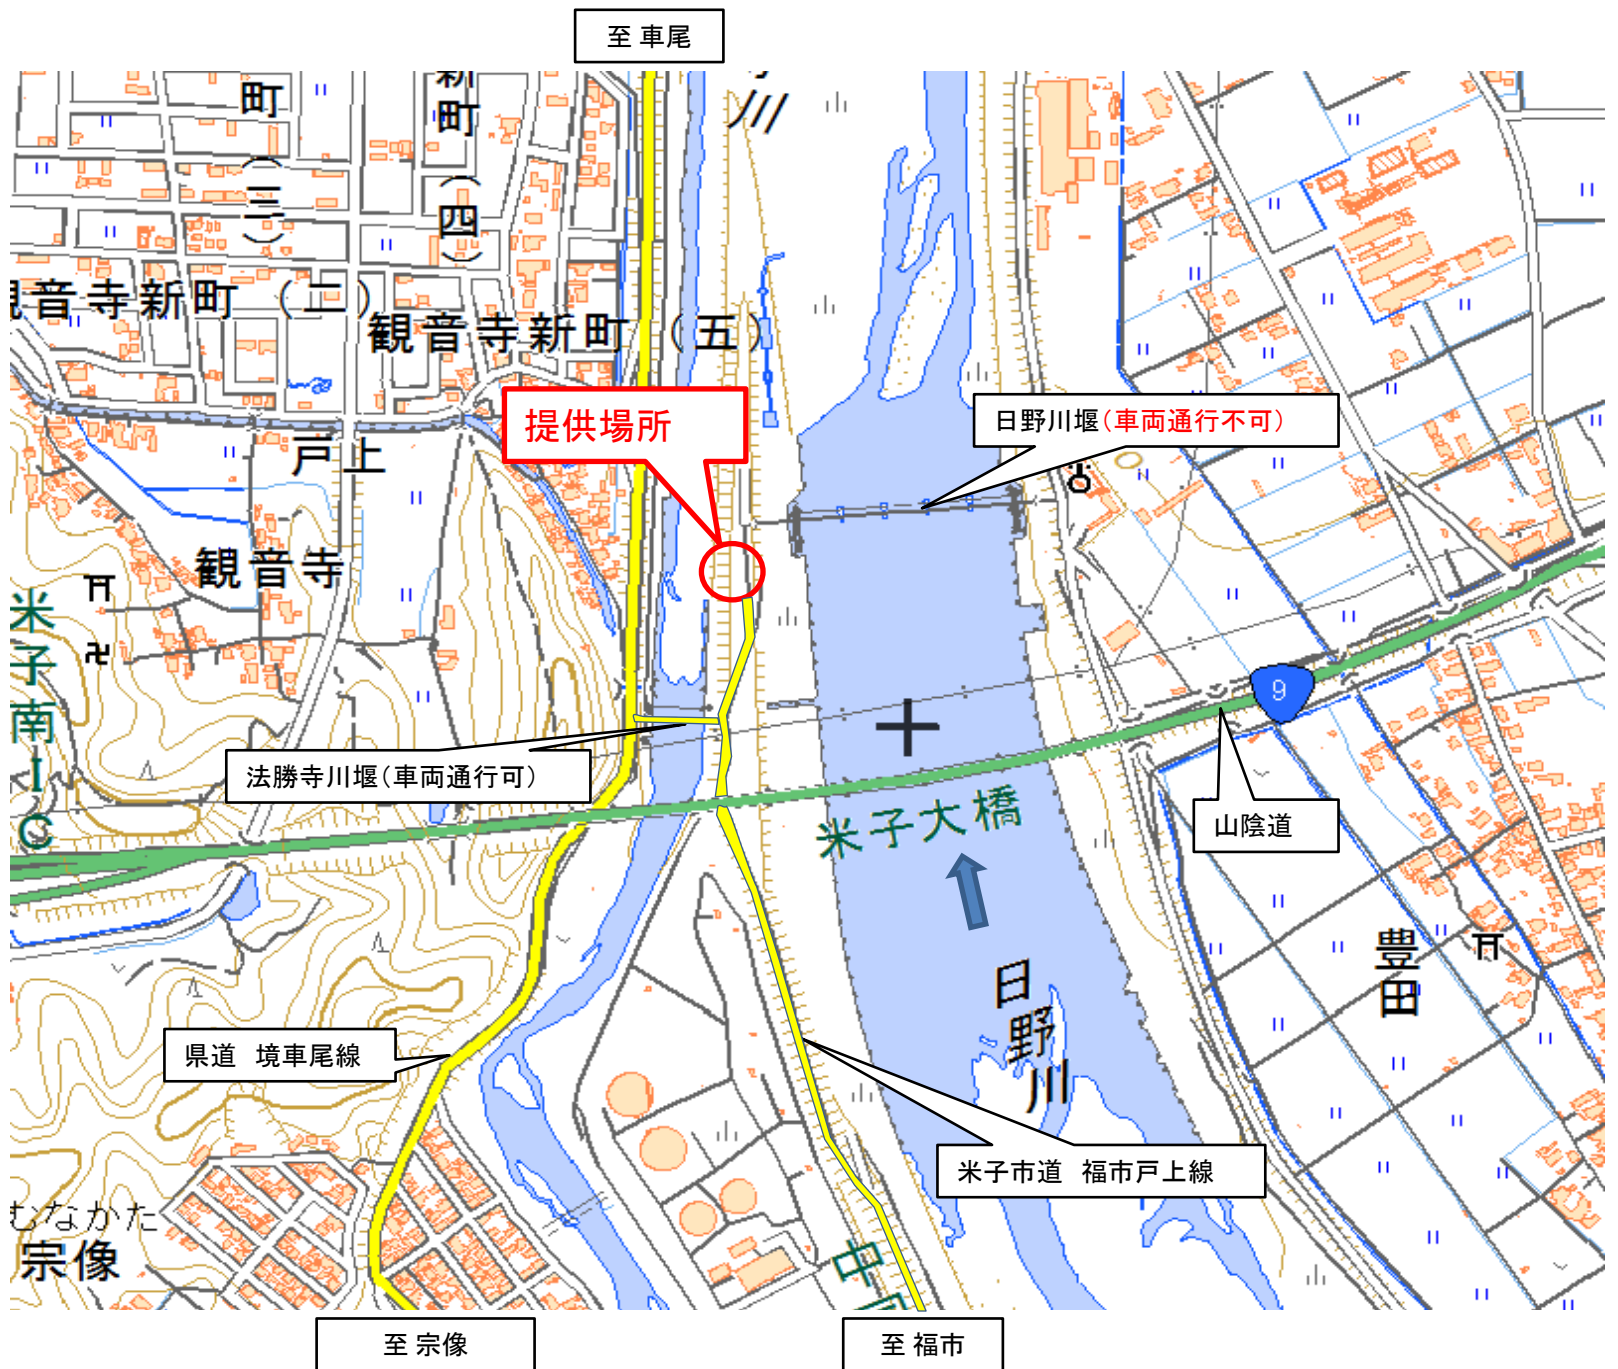 至 車尾
町(三)
新町(四)
川
観音寺新町(二)
観音寺新町(五)
提供場所
日野川堰(車両通行不可)
戸上
観音寺
米子南IC
9
法勝寺川堰(車両通行可)
米子大橋
山陰道
豊田
日野川
県道 境車尾線
米子市道 福市戸上線
むなかた
宗像
中
至 宗像
至 福市